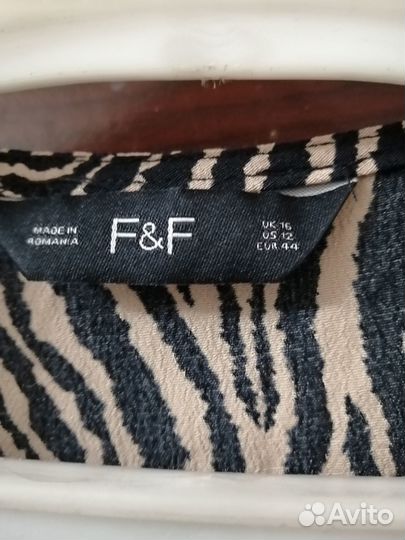 MADE IN
ROMANIA
F&F
UK 16
US 12
EUR 44
Avito